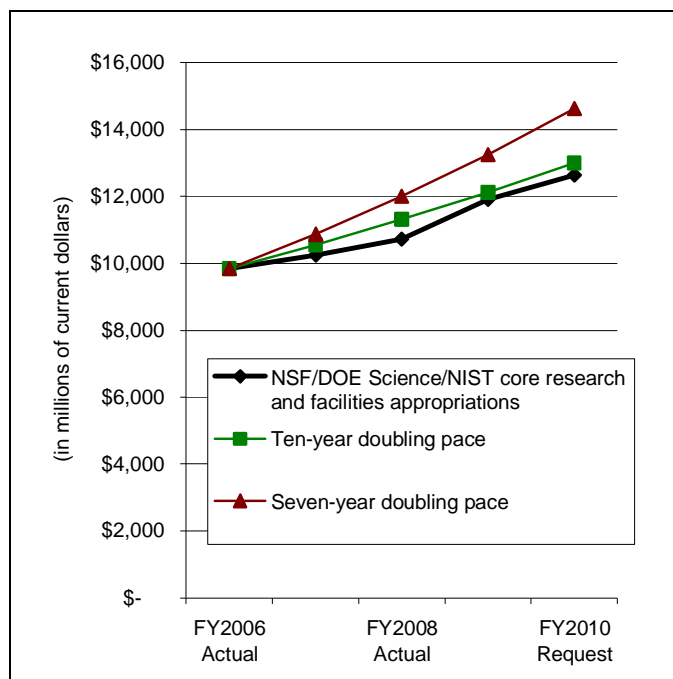 $16,000
$14,000
$12,000
$10,000
$8,000
$6,000
$4,000
$2,000
$-
(in millions of current dollars)
NSF/DOE Science/NIST core research
and facilities appropriations
Ten-year doubling pace
Seven-year doubling pace
FY2006
Actual
FY2008
Actual
FY2010
Request